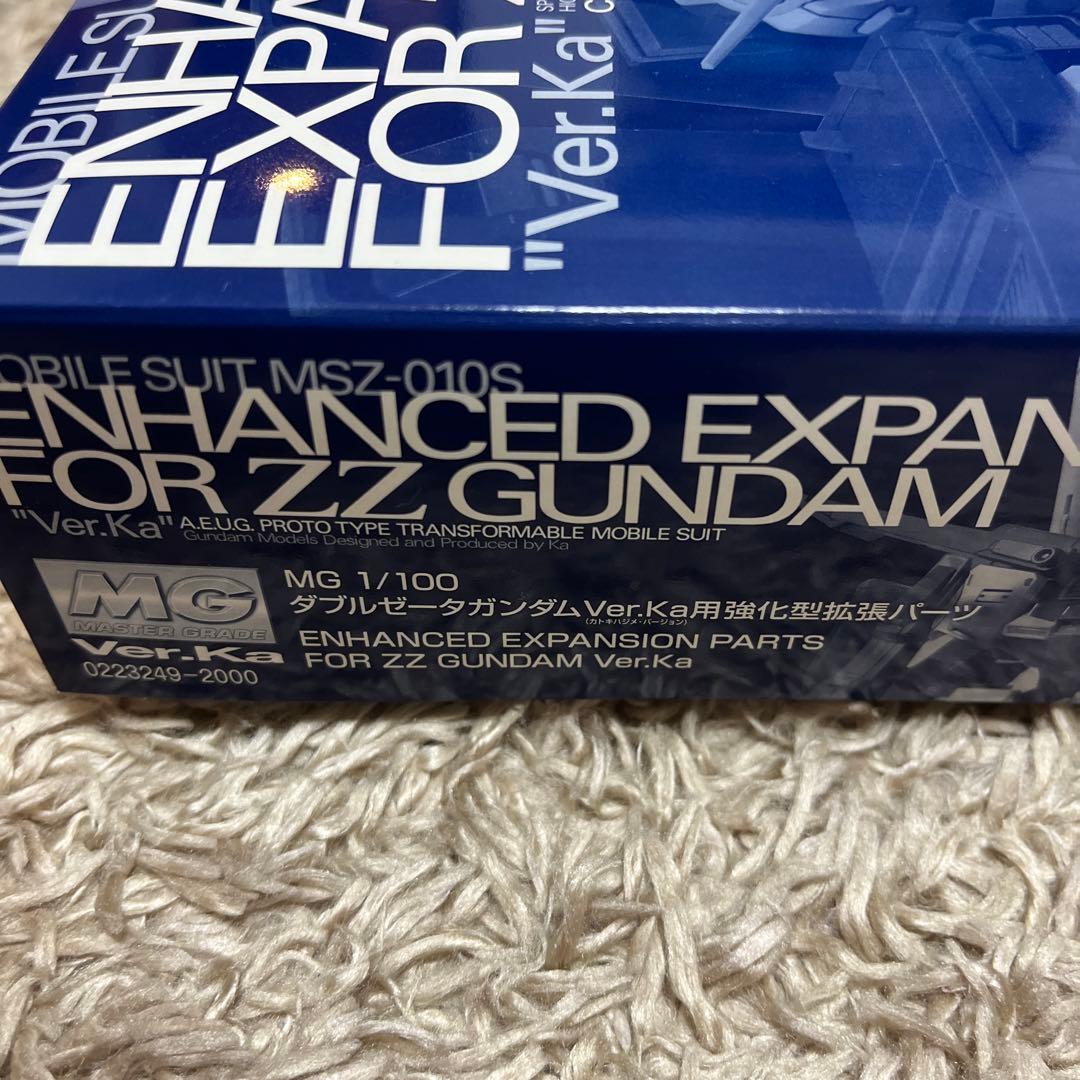 MOBILE SU
ENHA
EXPA
FOR
"Ver.Ka"
OBILE SUIT MSZ-010S
ENHANCED EXPAN
FOR ZZ GUNDAM
"Ver.Ka" A.E.U.G. PROTO TYPE TRANSFORMABLE MOBILE SUIT
Gundam Models Designed and Produced by Ka
MG
MASTER GRADE
Ver.Ka
0223249-2000
MG 1/100
ダブルゼータガンダムVer.Ka用強化型拡張パーツ
(カトキハジメ・バージョン)
ENHANCED EXPANSION PARTS
FOR ZZ GUNDAM Ver.Ka